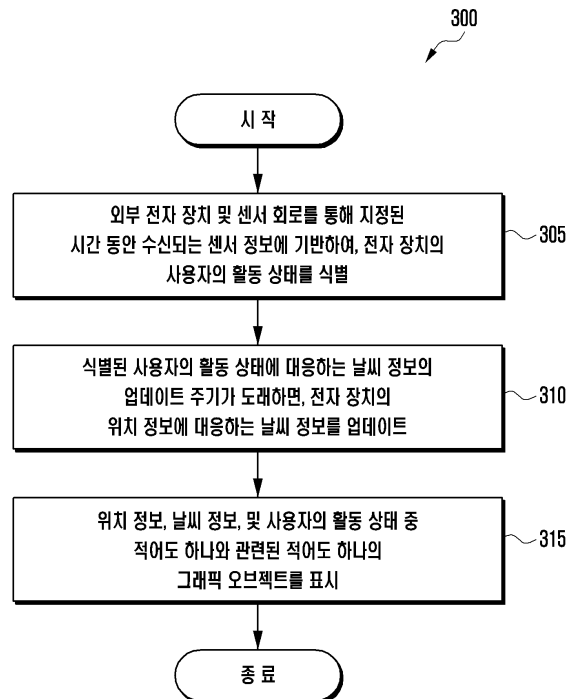 300
시 작
외부 전자 장치 및 센서 회로를 통해 지정된
시간 동안 수신되는 센서 정보에 기반하여, 전자 장치의
사용자의 활동 상태를 식별
305
식별된 사용자의 활동 상태에 대응하는 날씨 정보의
업데이트 주기가 도래하면, 전자 장치의
위치 정보에 대응하는 날씨 정보를 업데이트
310
위치 정보, 날씨 정보, 및 사용자의 활동 상태 중
적어도 하나와 관련된 적어도 하나의
그래픽 오브젝트를 표시
315
종 료